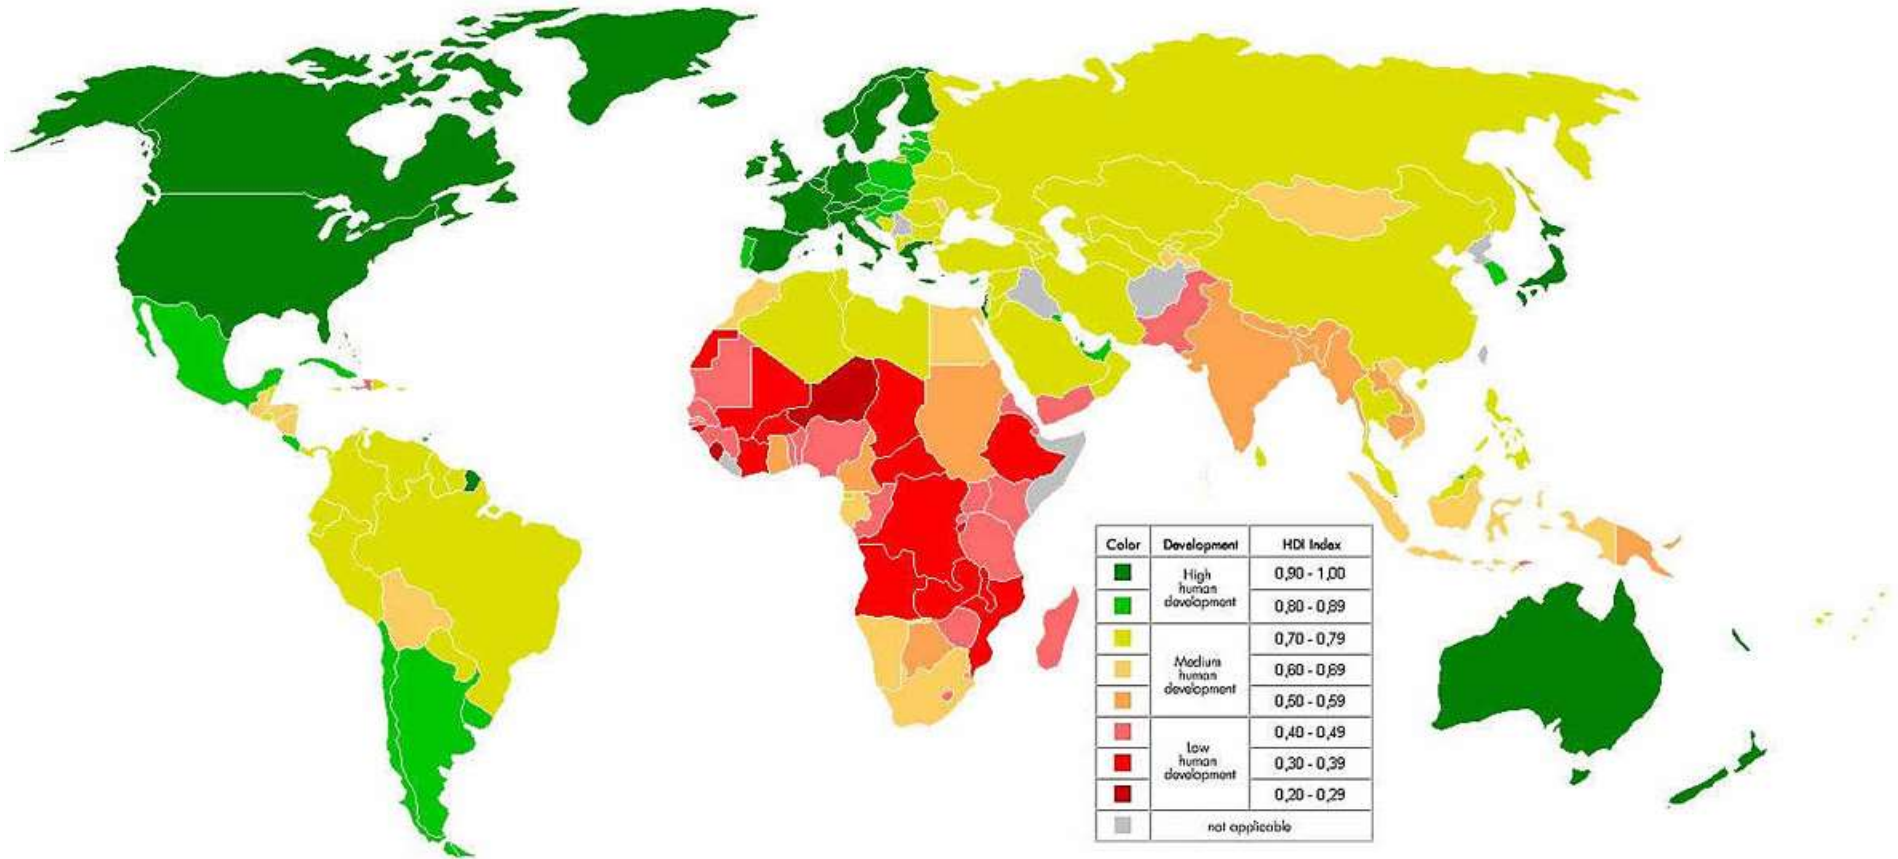 Color Development HDI Index
High human development
0,90 - 1,00
0,80 - 0,89
Medium human development
0,70 - 0,79
0,60 - 0,69
0,50 - 0,59
Low human development
0,40 - 0,49
0,30 - 0,39
0,20 - 0,29
not applicable